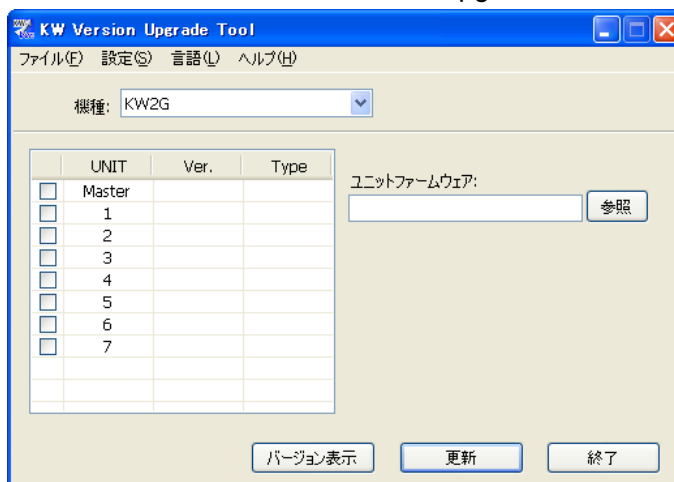 KW Version Upgrade Tool
ファイル(F) 設定(S) 言語(L) ヘルプ(H)
機種: KW2G
UNIT Ver. Type
Master
1
2
3
4
5
6
7
ユニットファームウェア:
参照
バージョン表示 更新 終了